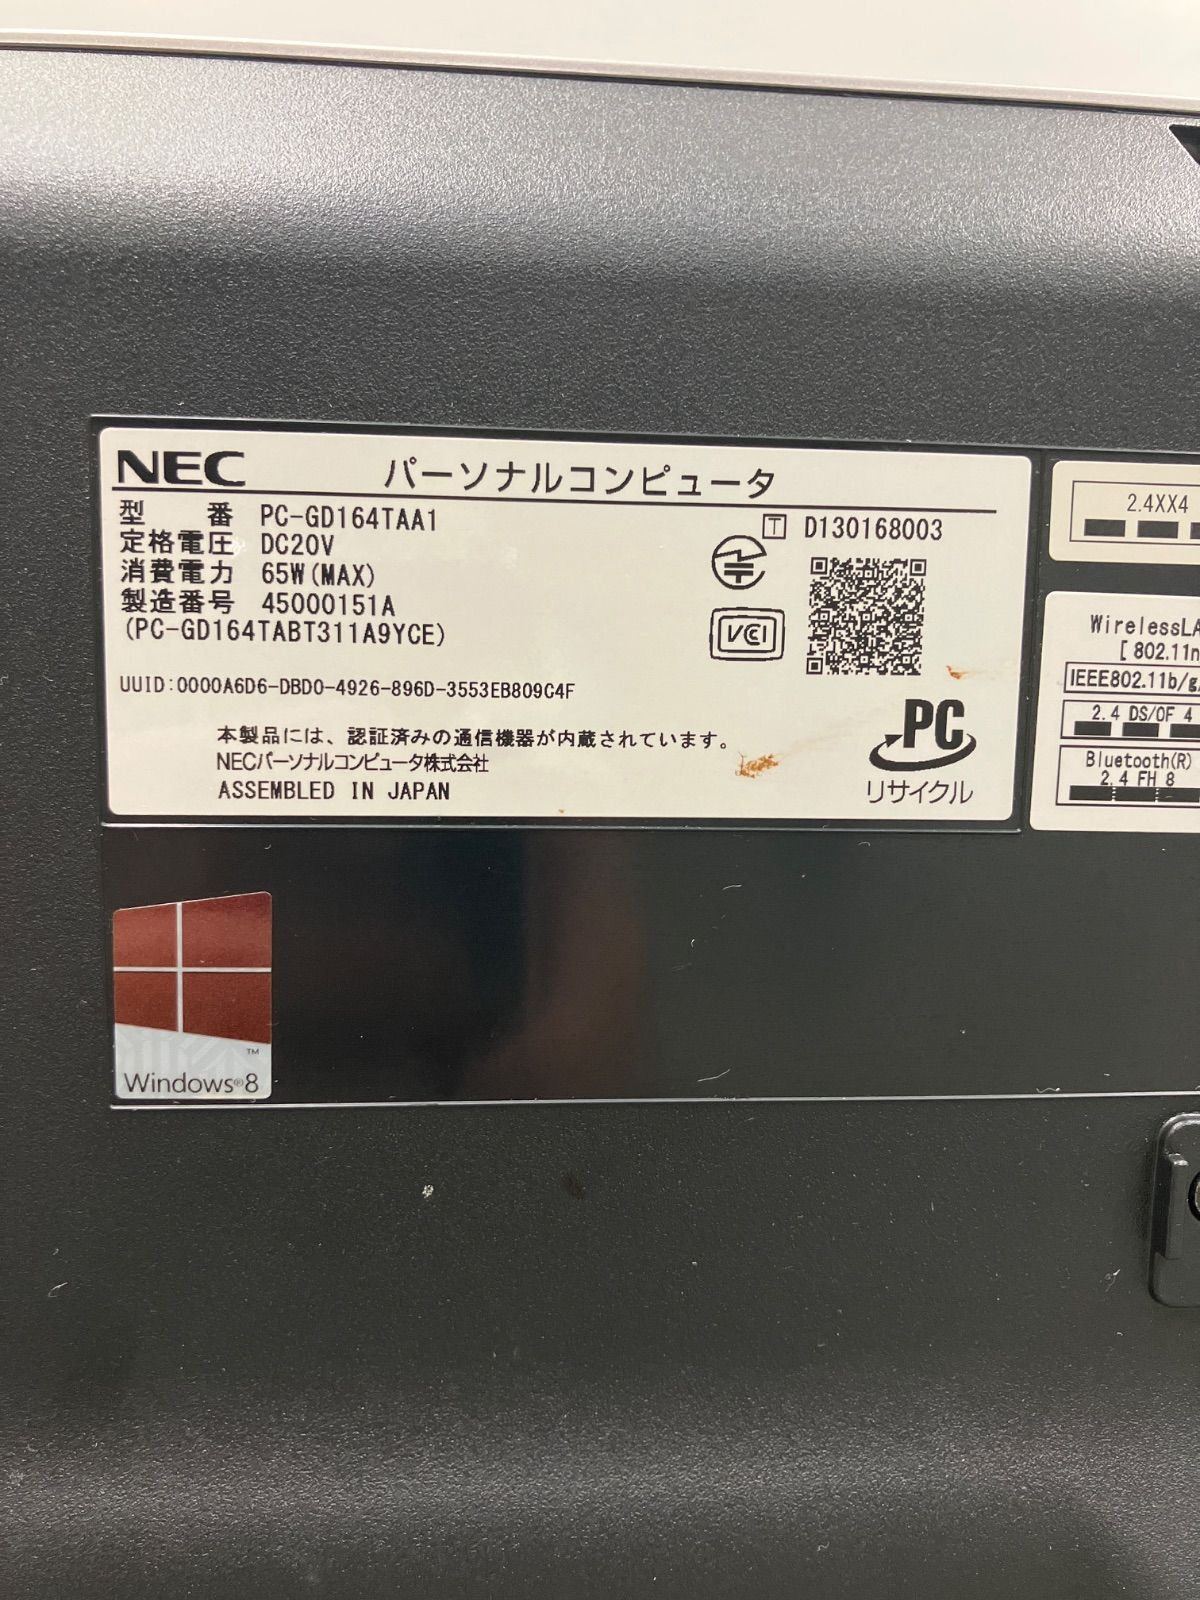 NEC パーソナルコンピュータ
型 番 PC-GD164TAA1
定格電圧 DC20V
消費電力 65W(MAX)
製造番号 45000151A
(PC-GD164TABT311A9YCE)
T D130168003
VCCI
UUID:0000A6D6-DBD0-4926-896D-3553EB809C4F
本製品には、認証済みの通信機器が内蔵されています。
NECパーソナルコンピュータ株式会社
ASSEMBLED IN JAPAN
PC
リサイクル
2.4XX4
WirelessLA
[ 802.11n
IEEE802.11b/g/
2.4 DS/OF 4
Bluetooth(R)
2.4 FH 8
TM
Windows®8